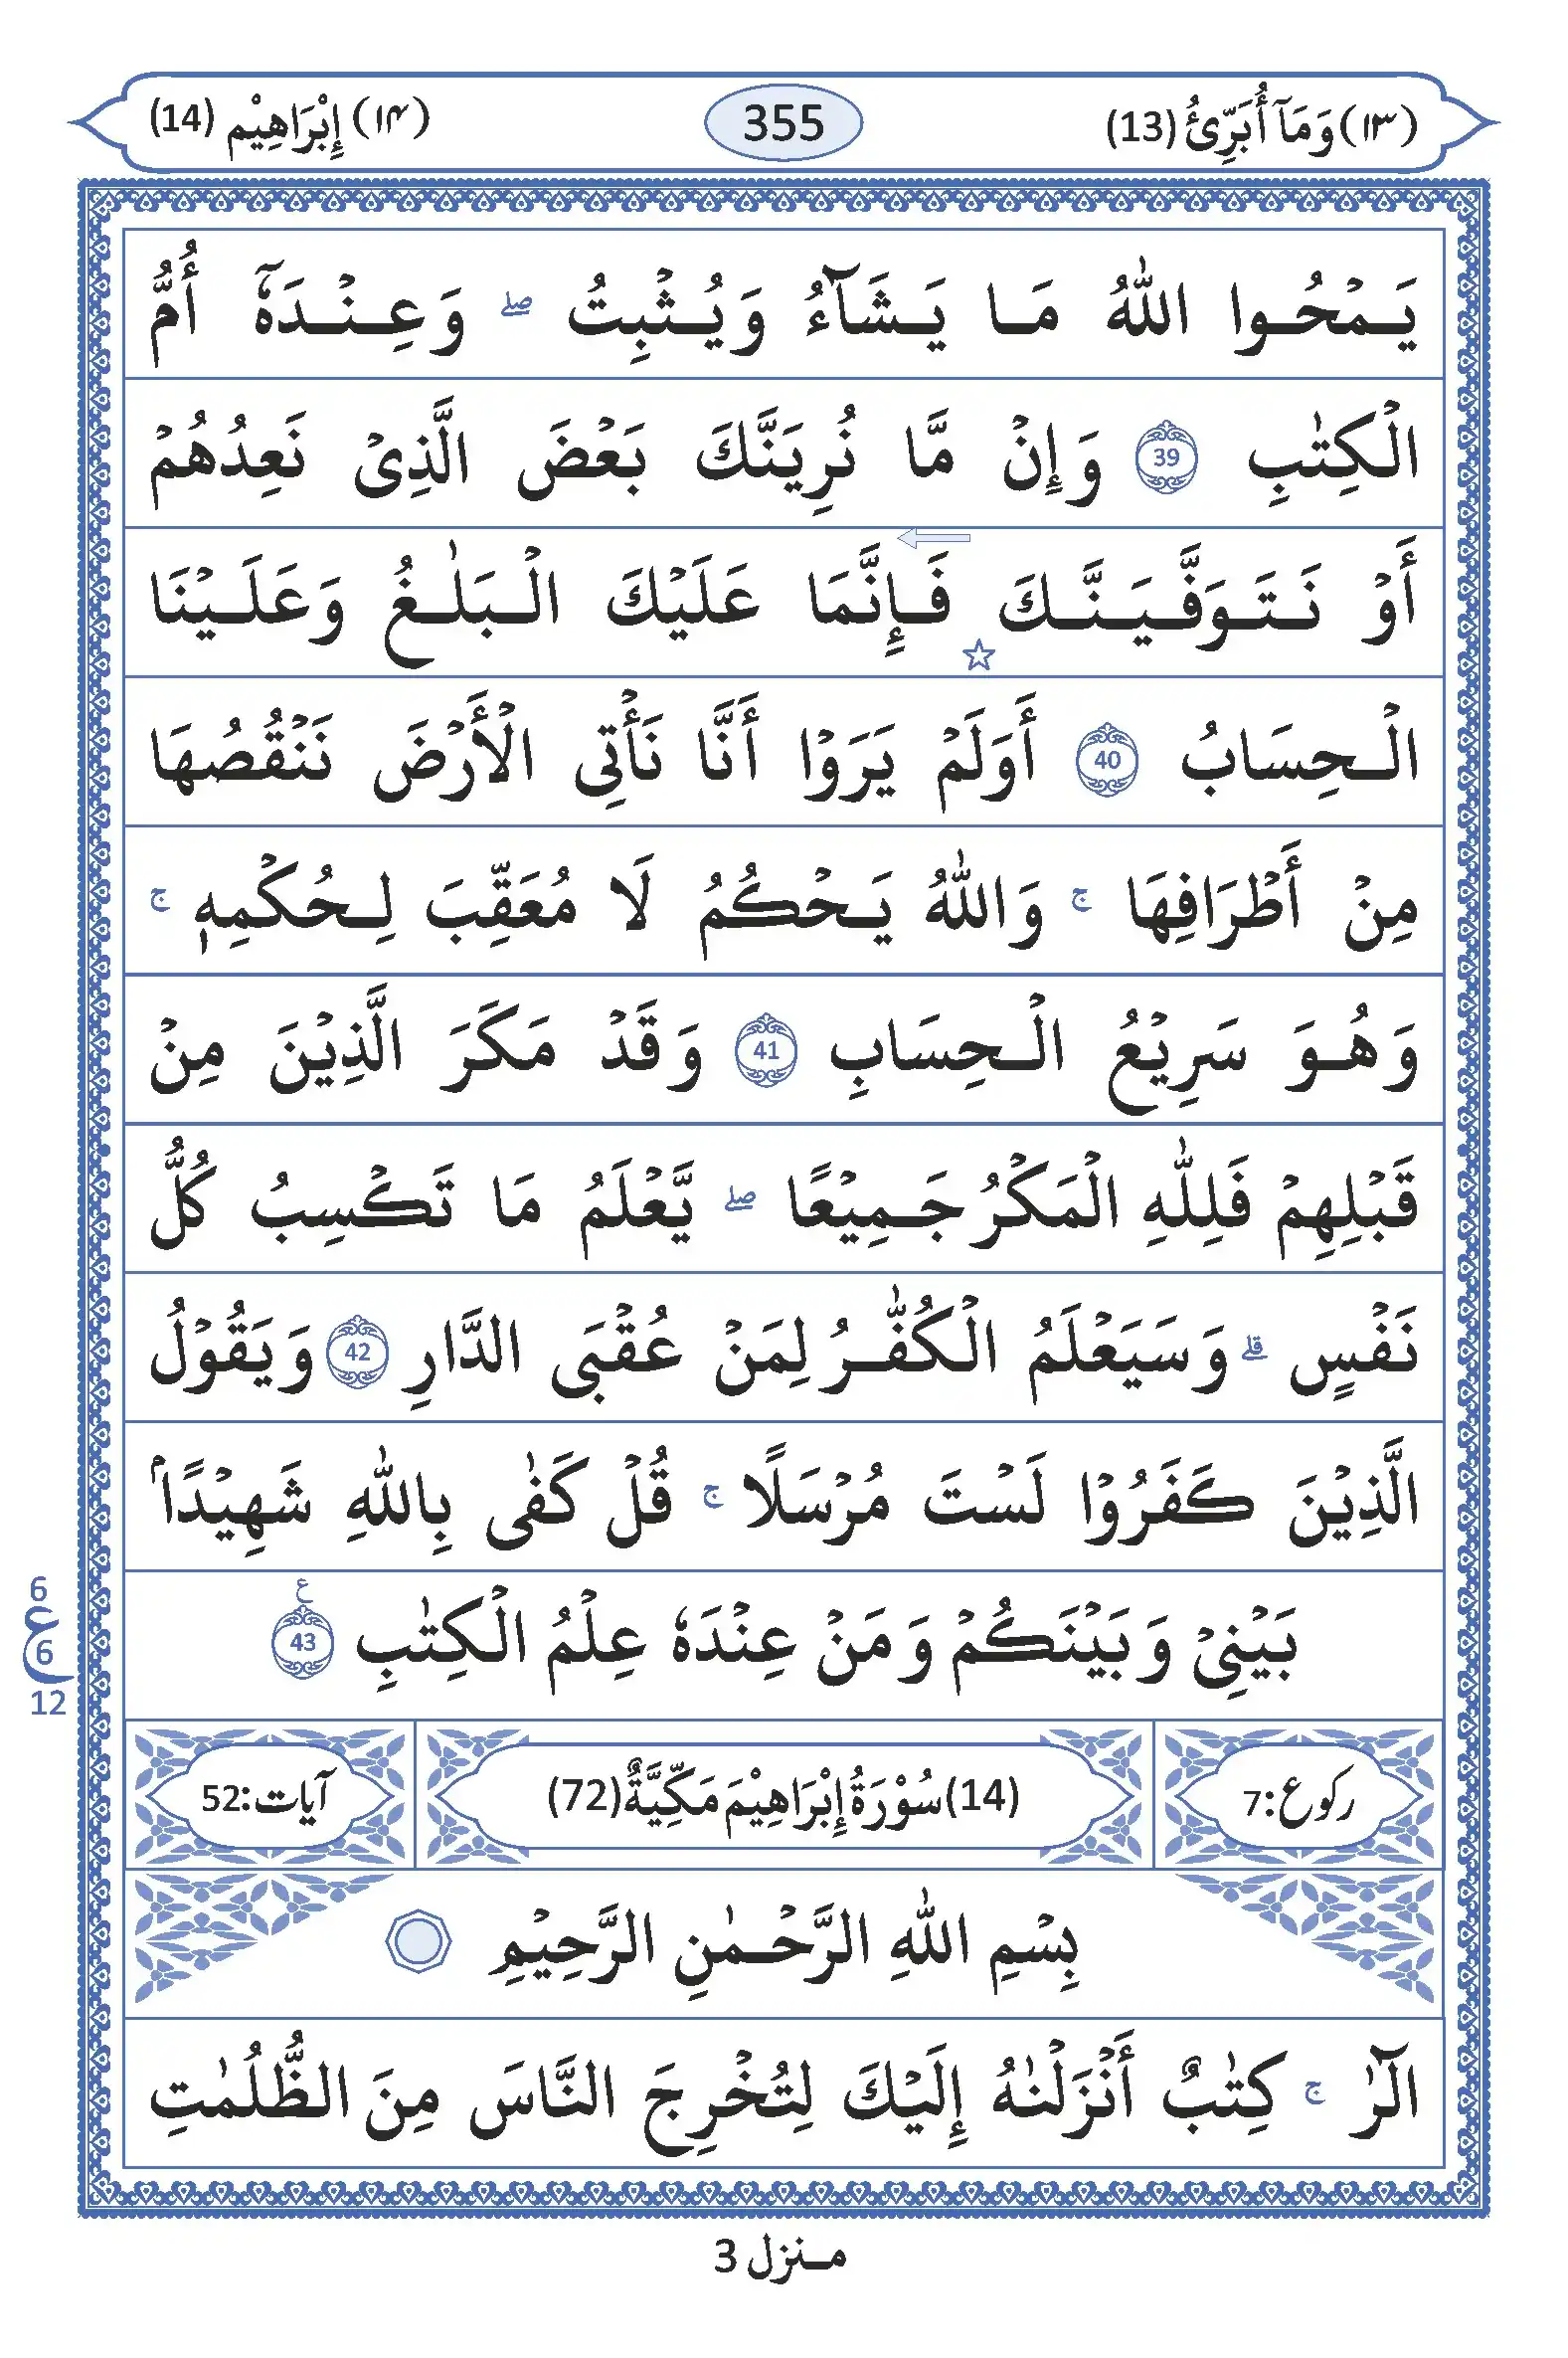 (۱۳) وَمَآ أُبَرِّئُ (13) 355 (۱۴) إِبْرَاهِيْم (14)
يَمْحُوا اللّٰهُ مَا يَشَآءُ وَيُثْبِتُ ۖ وَعِنْدَهٗٓ أُمُّ
الْكِتٰبِ 39 وَإِنْ مَّا نُرِيَنَّكَ بَعْضَ الَّذِىْ نَعِدُهُمْ
أَوْ نَتَوَفَّيَنَّكَ فَإِنَّمَا عَلَيْكَ الْبَلٰغُ وَعَلَيْنَا
الْحِسَابُ 40 أَوَلَمْ يَرَوْا أَنَّا نَأْتِى الْأَرْضَ نَنْقُصُهَا
مِنْ أَطْرَافِهَا ۚ وَاللّٰهُ يَحْكُمُ لَا مُعَقِّبَ لِحُكْمِهٖ ۚ
وَهُوَ سَرِيْعُ الْحِسَابِ 41 وَقَدْ مَكَرَ الَّذِيْنَ مِنْ
قَبْلِهِمْ فَلِلّٰهِ الْمَكْرُ جَمِيْعًا ۖ يَّعْلَمُ مَا تَكْسِبُ كُلُّ
نَفْسٍ ۗ وَسَيَعْلَمُ الْكُفّٰرُ لِمَنْ عُقْبَى الدَّارِ 42 وَيَقُوْلُ
الَّذِيْنَ كَفَرُوْا لَسْتَ مُرْسَلًا ۚ قُلْ كَفٰى بِاللّٰهِ شَهِيْدًاۢ
بَيْنِىْ وَبَيْنَكُمْ وَمَنْ عِنْدَهٗ عِلْمُ الْكِتٰبِ 43 ع
6
ع 6
12
رکوع:7 (14) سُوْرَةُ إِبْرَاهِيْمَ مَكِّيَّةٌ (72) آیات:52
بِسْمِ اللّٰهِ الرَّحْمٰنِ الرَّحِيْمِ
الٓرٰ ۚ كِتٰبٌ أَنْزَلْنٰهُ إِلَيْكَ لِتُخْرِجَ النَّاسَ مِنَ الظُّلُمٰتِ
منزل 3